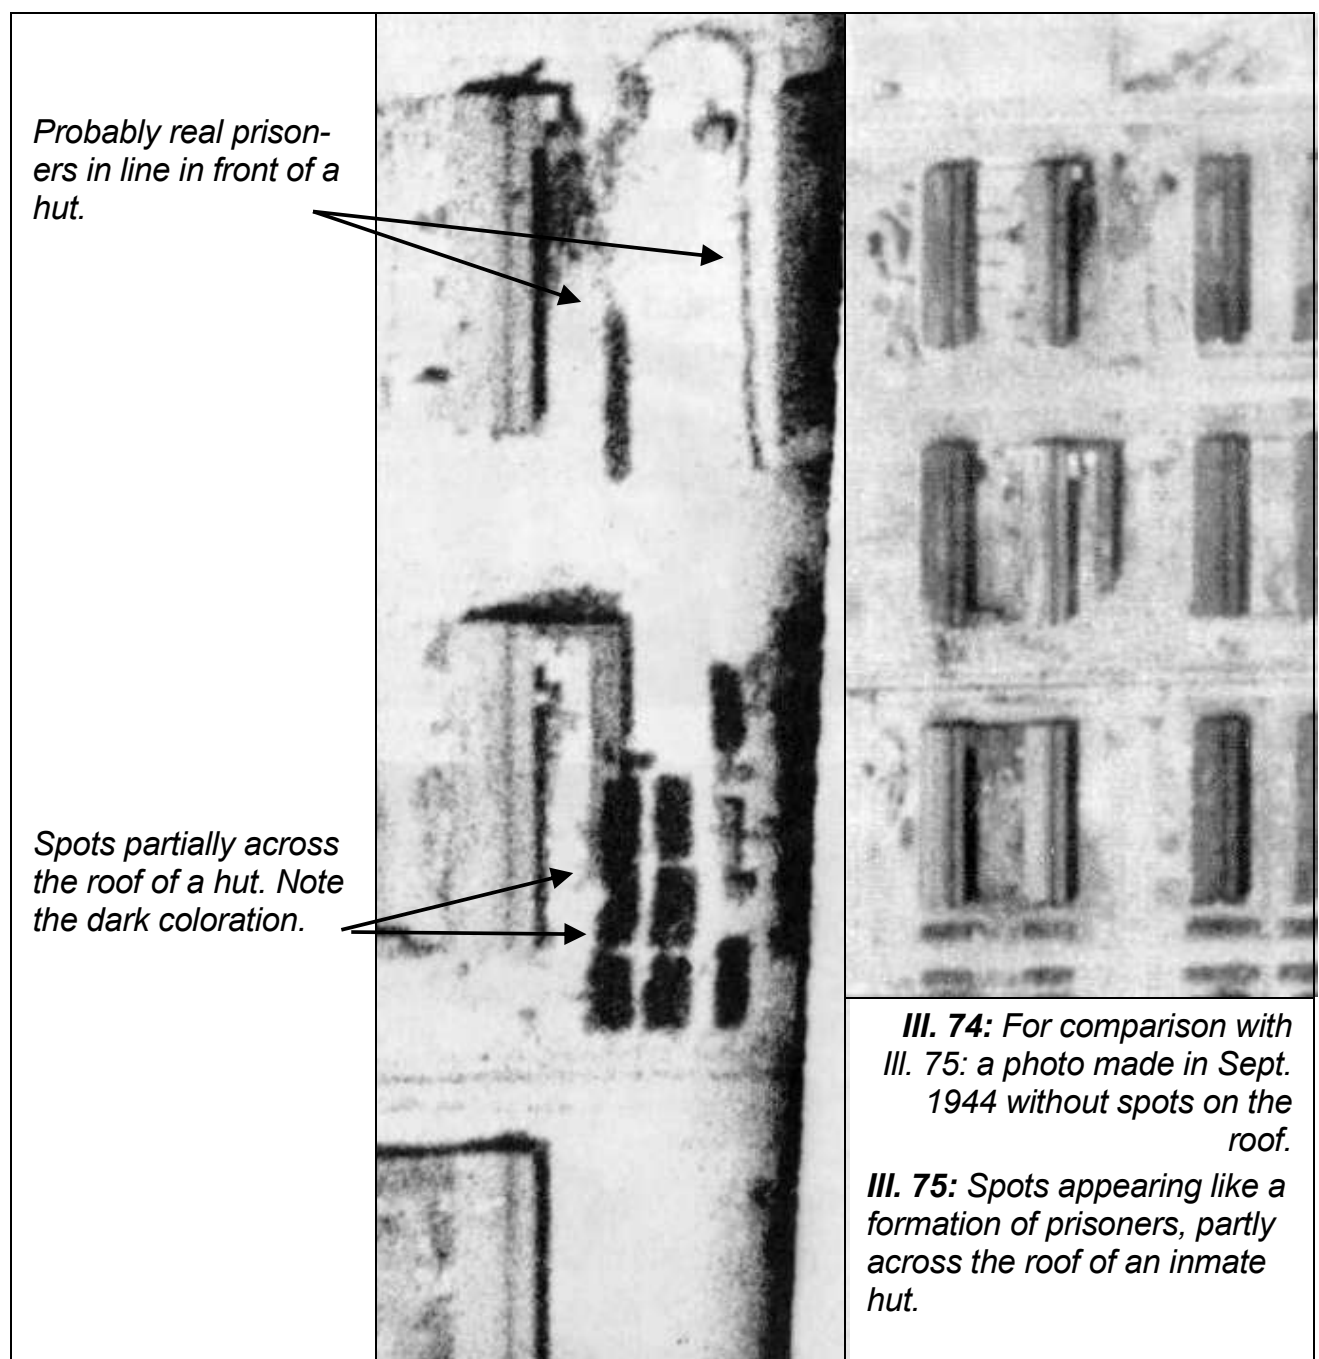 Probably real prison-
ers in line in front of a
hut.
Spots partially across
the roof of a hut. Note
the dark coloration.
Ill. 74: For comparison with
Ill. 75: a photo made in Sept.
1944 without spots on the
roof.
Ill. 75: Spots appearing like a
formation of prisoners, partly
across the roof of an inmate
hut.